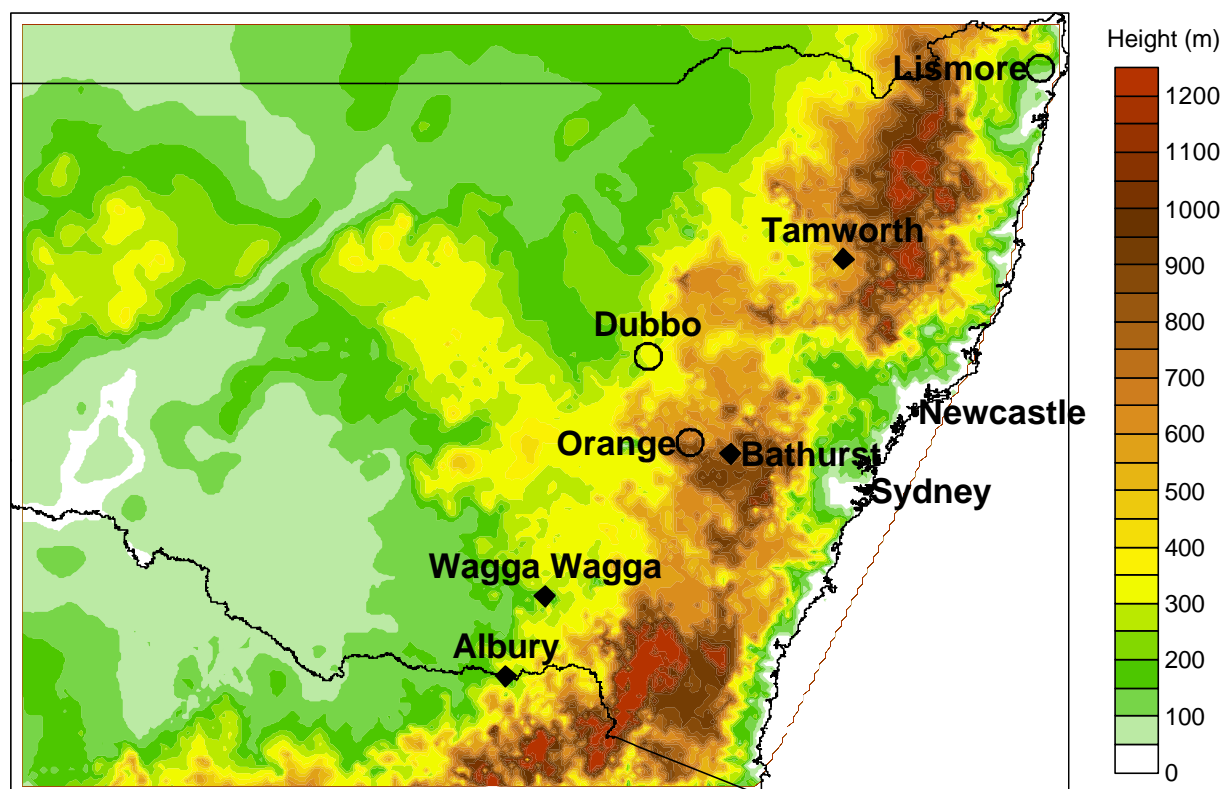 Height (m)
Lismore
1200
1100
Tamworth
1000
900
Dubbo
800
700
Newcastle
600
Orange
Bathurst
500
Sydney
400
Wagga Wagga
300
Albury
200
100
0